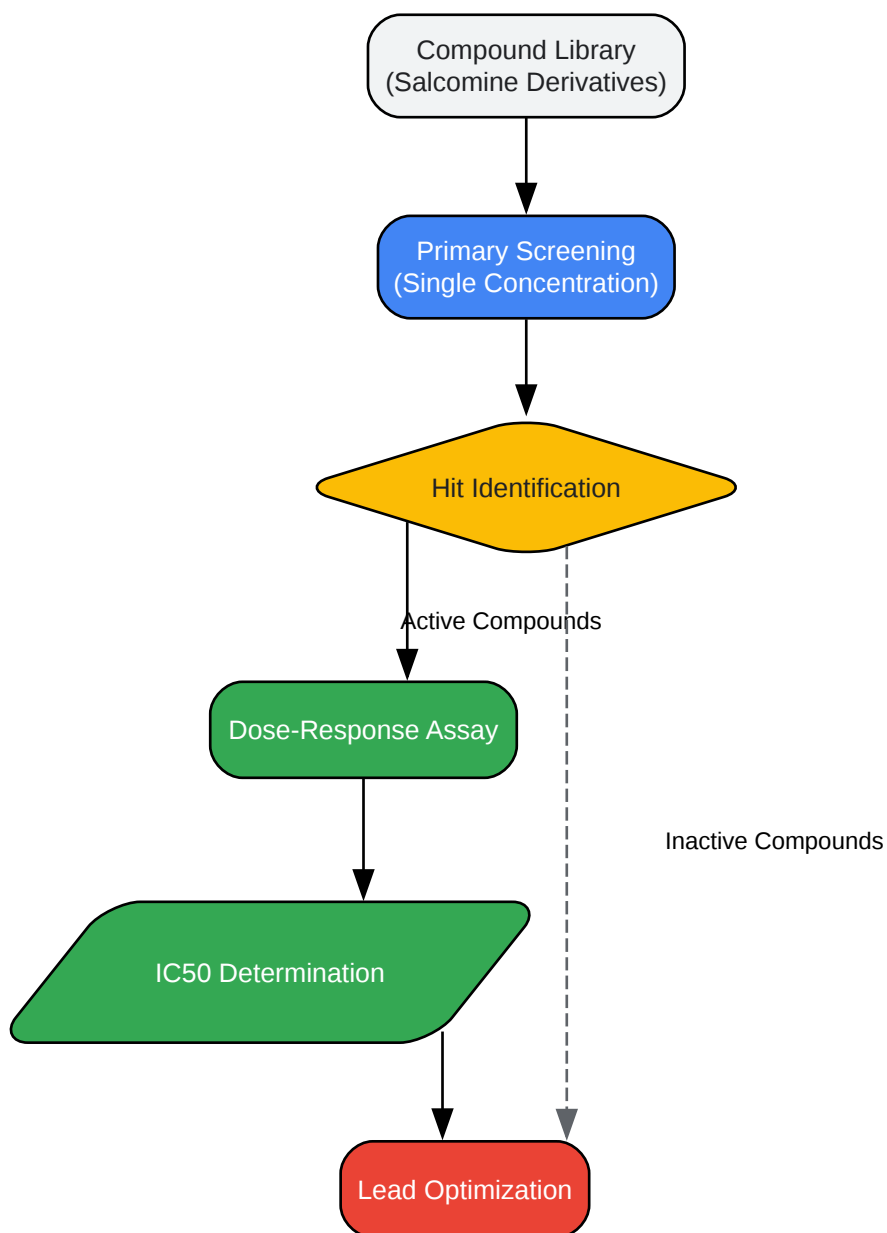 Compound Library
(Salcomine Derivatives)
Primary Screening
(Single Concentration)
Hit Identification
Active Compounds
Dose-Response Assay
Inactive Compounds
IC50 Determination
Lead Optimization